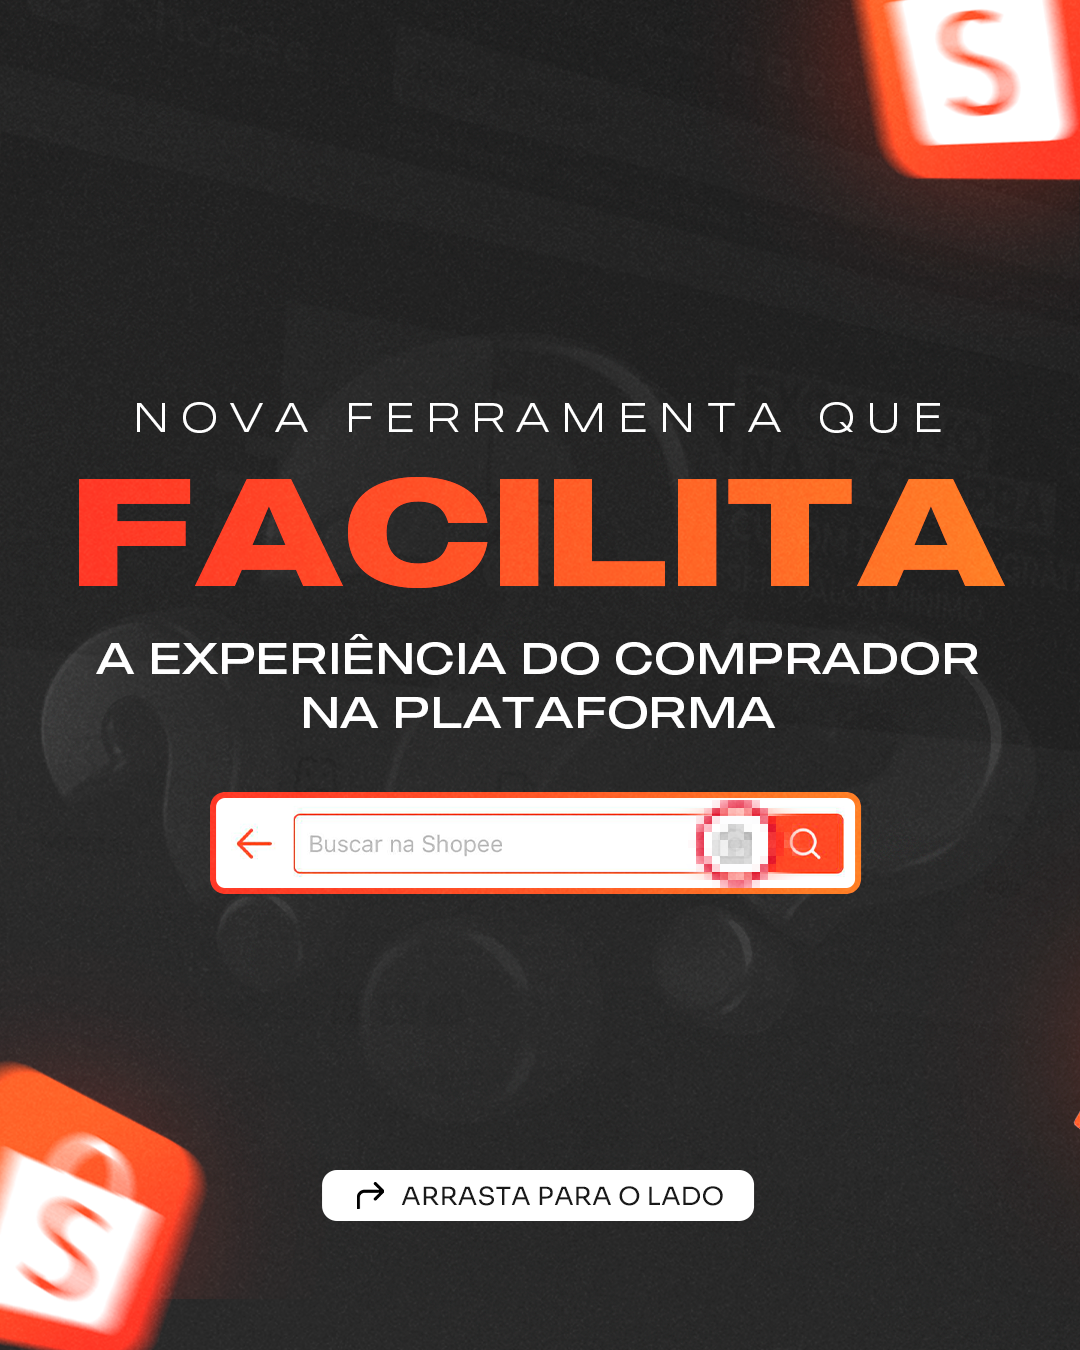 NOVA FERRAMENTA QUE
FACILITA
A EXPERIÊNCIA DO COMPRADOR
NA PLATAFORMA
Buscar na Shopee
ARRASTA PARA O LADO